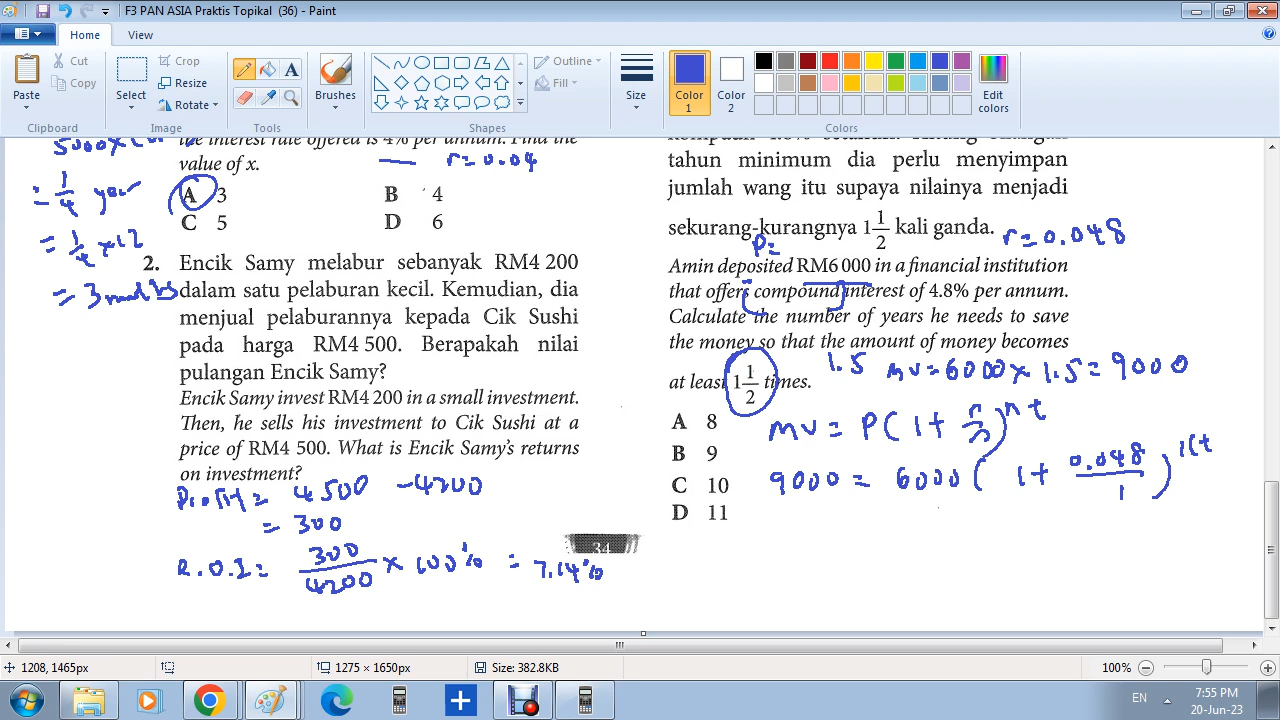 F3 PAN ASIA Praktis Topikal (36) - Paint
Home View
Paste
Cut
Copy
Clipboard
Select
Crop
Resize
Rotate
Image
A
Tools
Brushes
Shapes
Outline
Fill
Size
Color 1
Color 2
Edit colors
Colors
the interest rate offered is 4% per annum. Find the
value of x.
r=0.04
A 3 B 4
C 5 D 6
= 1/4 year
= 1/4 x12
= 3 months
2. Encik Samy melabur sebanyak RM4 200
dalam satu pelaburan kecil. Kemudian, dia
menjual pelaburannya kepada Cik Sushi
pada harga RM4 500. Berapakah nilai
pulangan Encik Samy?
Encik Samy invest RM4 200 in a small investment.
Then, he sells his investment to Cik Sushi at a
price of RM4 500. What is Encik Samy's returns
on investment?
Profit = 4500 -4200
= 300
R.O.I = 300/4200 x 100% = 7.14%
34
tahun minimum dia perlu menyimpan
jumlah wang itu supaya nilainya menjadi
sekurang-kurangnya 1 1/2 kali ganda.
r=0.048
P=
Amin deposited RM6 000 in a financial institution
that offers compound interest of 4.8% per annum.
Calculate the number of years he needs to save
the money so that the amount of money becomes
at least 1 1/2 times.
1.5 mv=6000 x 1.5=9000
A 8
B 9
C 10
D 11
mv = P(1+ r/n)^nt
9000 = 6000 (1+ 0.048/1)^1(t
1208, 1465px
1275 × 1650px
Size: 382.8KB
100%
EN
7:55 PM
20-Jun-23